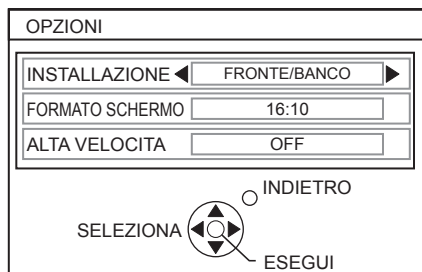 OPZIONI
INSTALLAZIONE FRONTE/BANCO
FORMATO SCHERMO 16:10
ALTA VELOCITA OFF
INDIETRO
SELEZIONA
ESEGUI